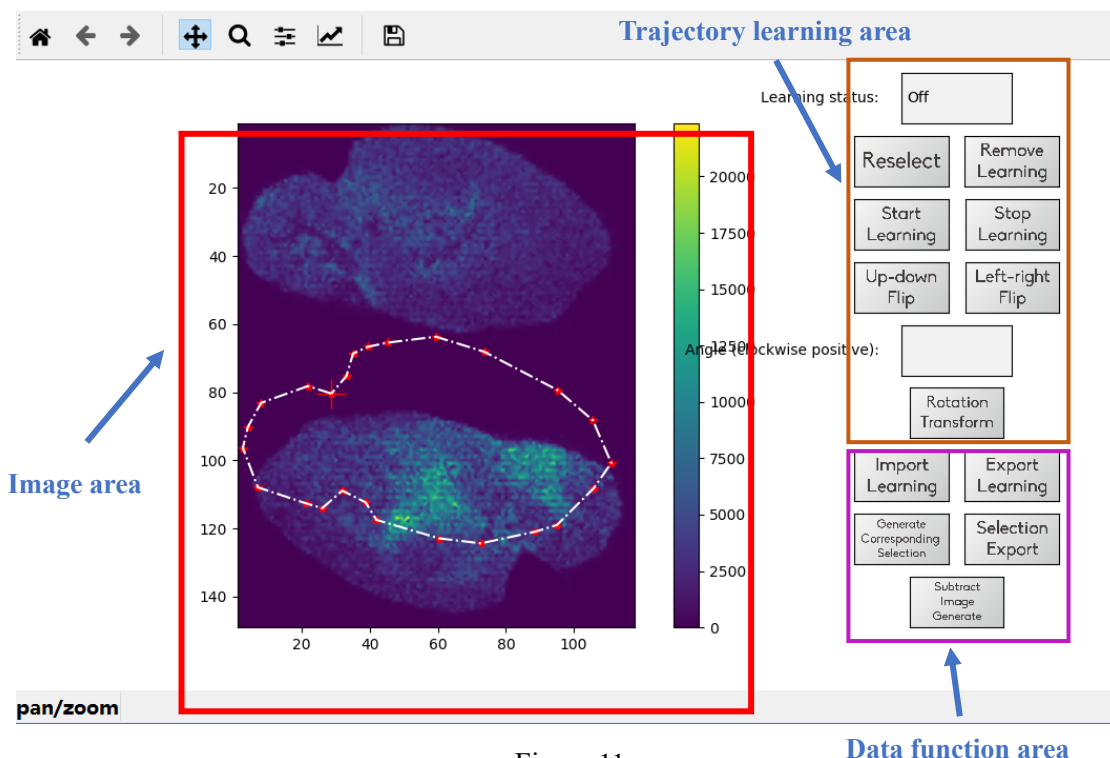 Trajectory learning area
Learning status:
Off
Reselect
Remove
Learning
Start
Learning
Stop
Learning
Up-down
Flip
Left-right
Flip
Angle (clockwise positive):
Rotation
Transform
Import
Learning
Export
Learning
Generate
Corresponding
Selection
Selection
Export
Subtract
Image
Generate
Image area
20
40
60
80
100
120
140
20
40
60
80
100
20000
17500
15000
10000
7500
5000
2500
0
pan/zoom
Data function area